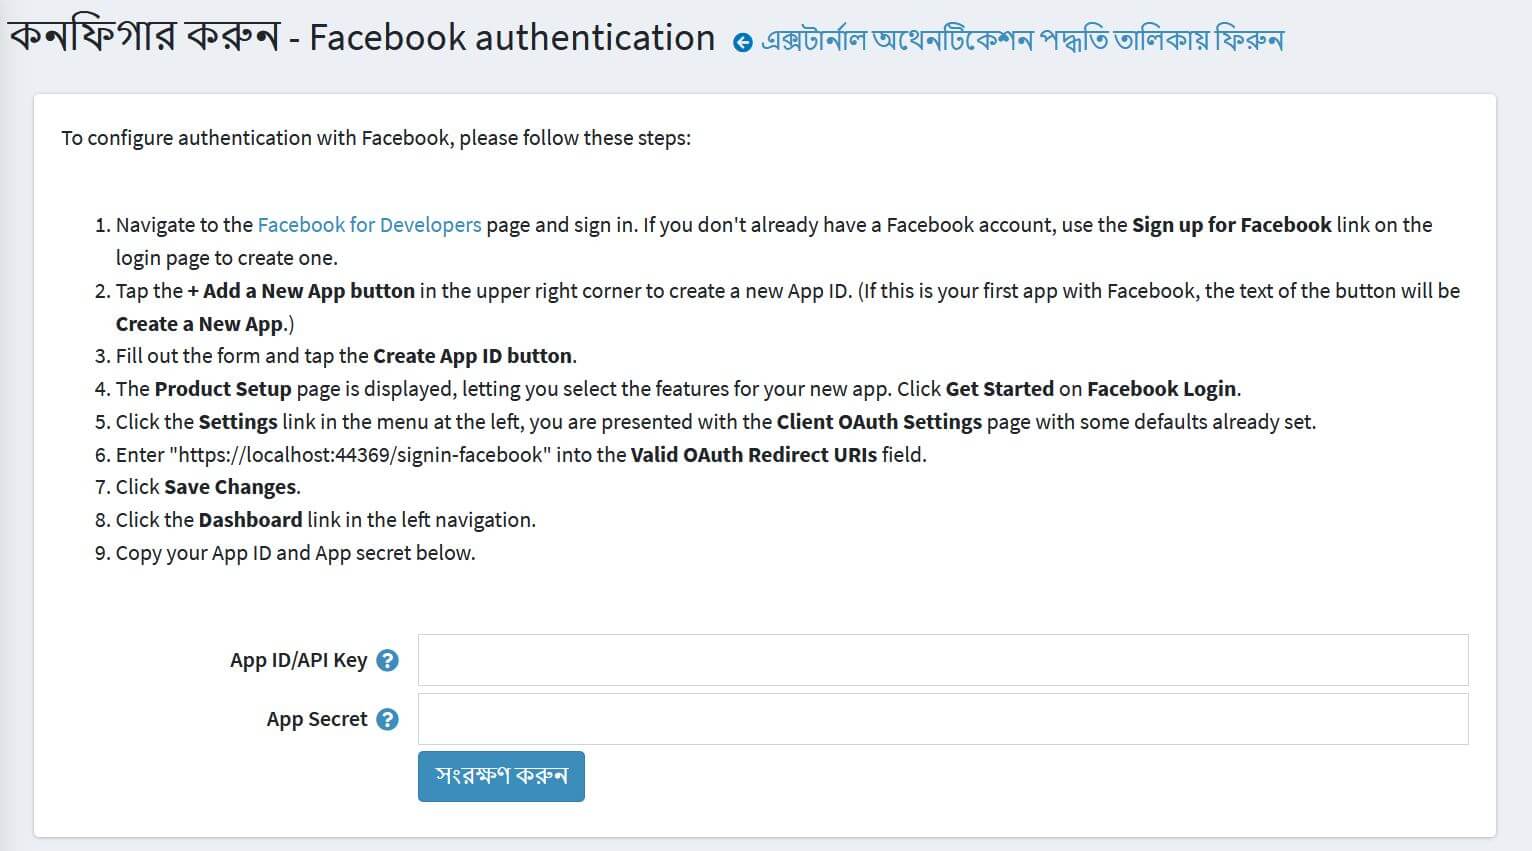 কনফিগার করুন - Facebook authentication এক্সটার্নাল অথেনটিকেশন পদ্ধতি তালিকায় ফিরুন
To configure authentication with Facebook, please follow these steps:
1. Navigate to the Facebook for Developers page and sign in. If you don't already have a Facebook account, use the Sign up for Facebook link on the
login page to create one.
2. Tap the + Add a New App button in the upper right corner to create a new App ID. (If this is your first app with Facebook, the text of the button will be
Create a New App.)
3. Fill out the form and tap the Create App ID button.
4. The Product Setup page is displayed, letting you select the features for your new app. Click Get Started on Facebook Login.
5. Click the Settings link in the menu at the left, you are presented with the Client OAuth Settings page with some defaults already set.
6. Enter "https://localhost:44369/signin-facebook" into the Valid OAuth Redirect URIs field.
7. Click Save Changes.
8. Click the Dashboard link in the left navigation.
9. Copy your App ID and App secret below.
App ID/API Key ?
App Secret ?
সংরক্ষণ করুন